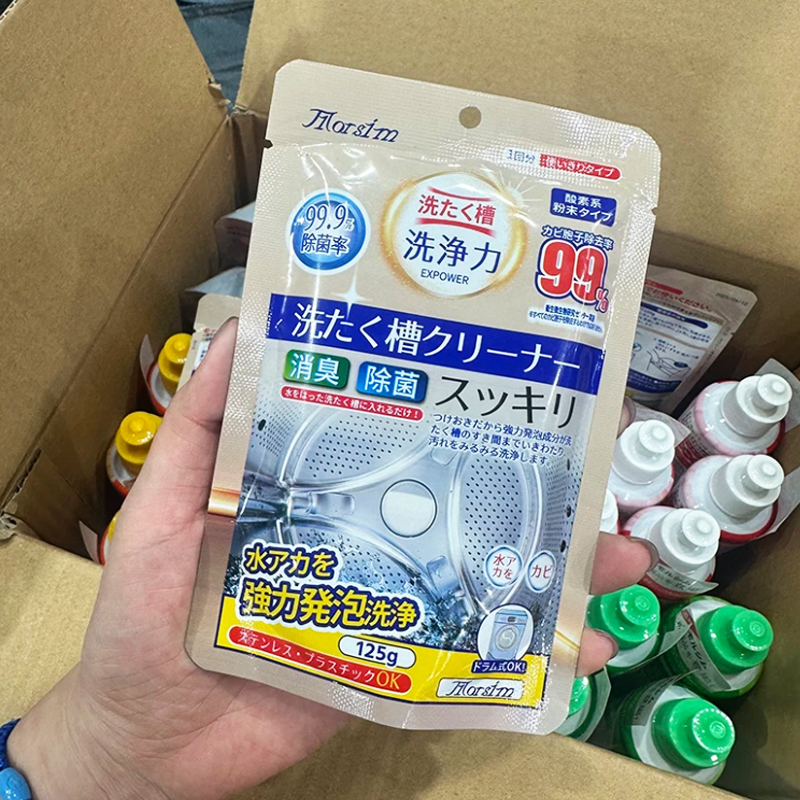 Florsim
1回分 使いきりタイプ
99.9%
除菌率
洗たく槽
洗浄力
EXPOWER
酸素系
粉末タイプ
カビ胞子除去率
99%
洗たく槽クリーナー
消臭 除菌 スッキリ
水をはった洗たく槽に入れるだけ!
つけおきだから強力発泡成分が洗
たく槽のすき間までいきわたり
汚れをみるみる洗浄します
水ア
カを
カビ
水アカを
強力発泡洗浄
125g
ステンレス・プラスチックOK
ドラム式OK!
Florsim